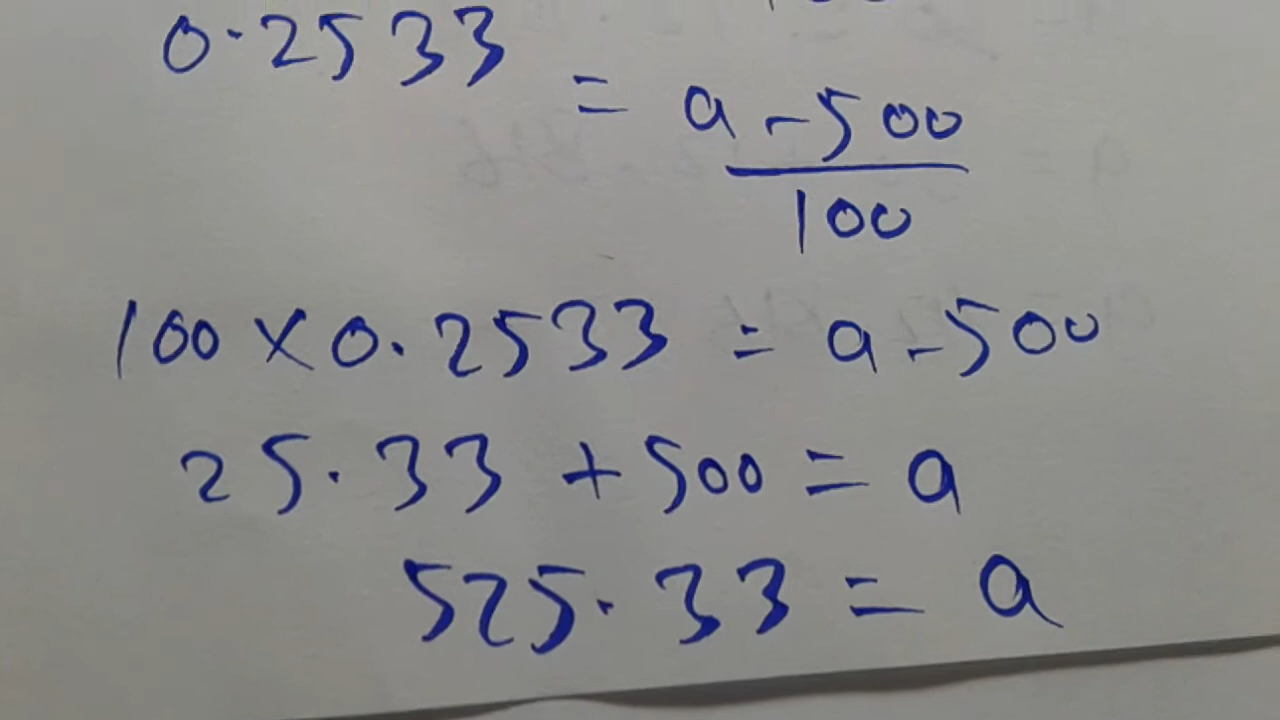 0.2533 = a - 500
100
100 × 0.2533 = a - 500
25.33 + 500 = a
525.33 = a